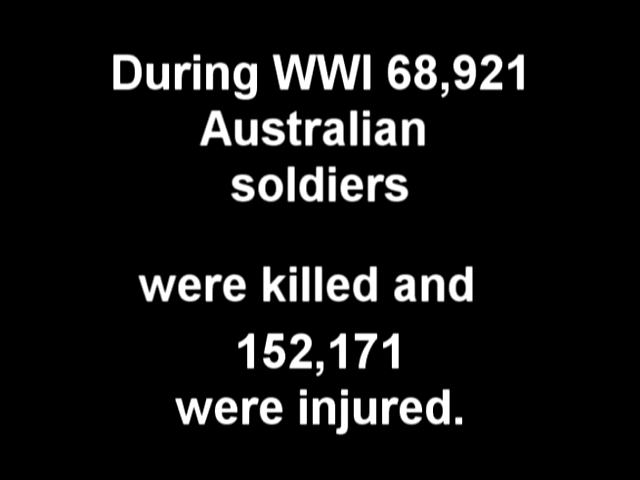 During WWI 68,921
Australian
soldiers
were killed and
152,171
were injured.